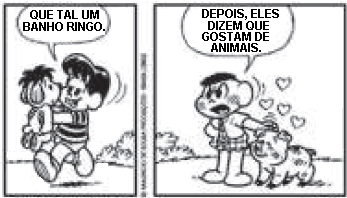 QUE TAL UM
BANHO RINGO.
DEPOIS, ELES
DIZEM QUE
GOSTAM DE
ANIMAIS.